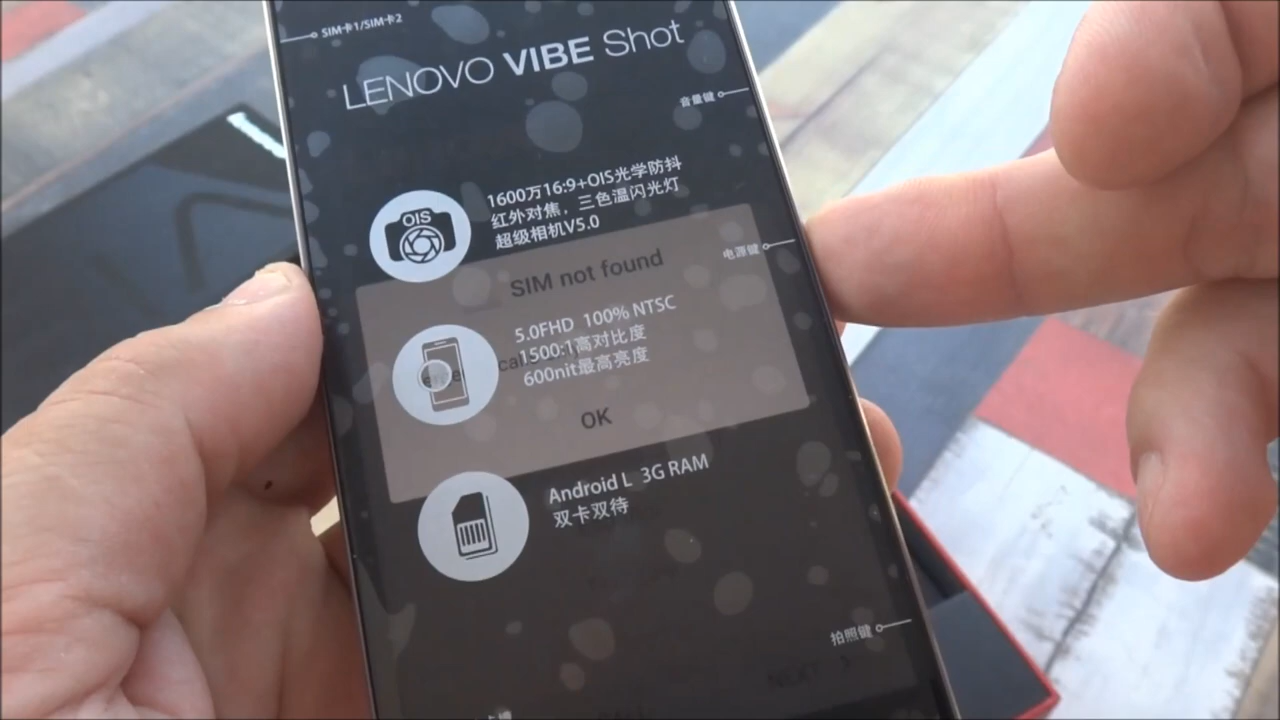 SIM卡1/SIM卡2
LENOVO VIBE Shot
音量键
1600万16:9+OIS光学防抖
红外对焦，三色温闪光灯
超级相机V5.0
OIS
电源键
SIM not found
5.0FHD 100% NTSC
1500:1高对比度
600nit最高亮度
OK
Android L 3G RAM
双卡双待
拍照键
NEXT